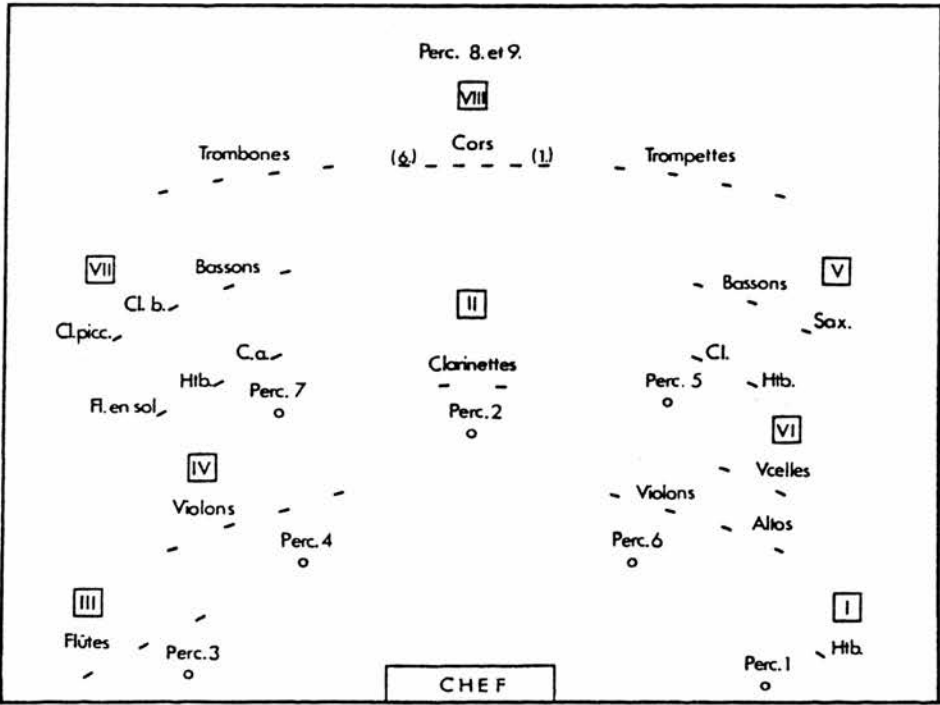 Perc. 8. et 9.
VIII
Trombones (6.) Cors (1.) Trompettes
VII Bassons Bassons V
Cl. b. II Sax.
Cl. picc. C.a. Clarinettes Cl.
Htb. Perc. 7 Perc. 5 Htb.
Fl. en sol Perc. 2
VI
IV Vcelles
Violons Violons Altos
Perc. 4 Perc. 6
III I
Flûtes Perc. 3 Htb.
CHEF Perc. 1